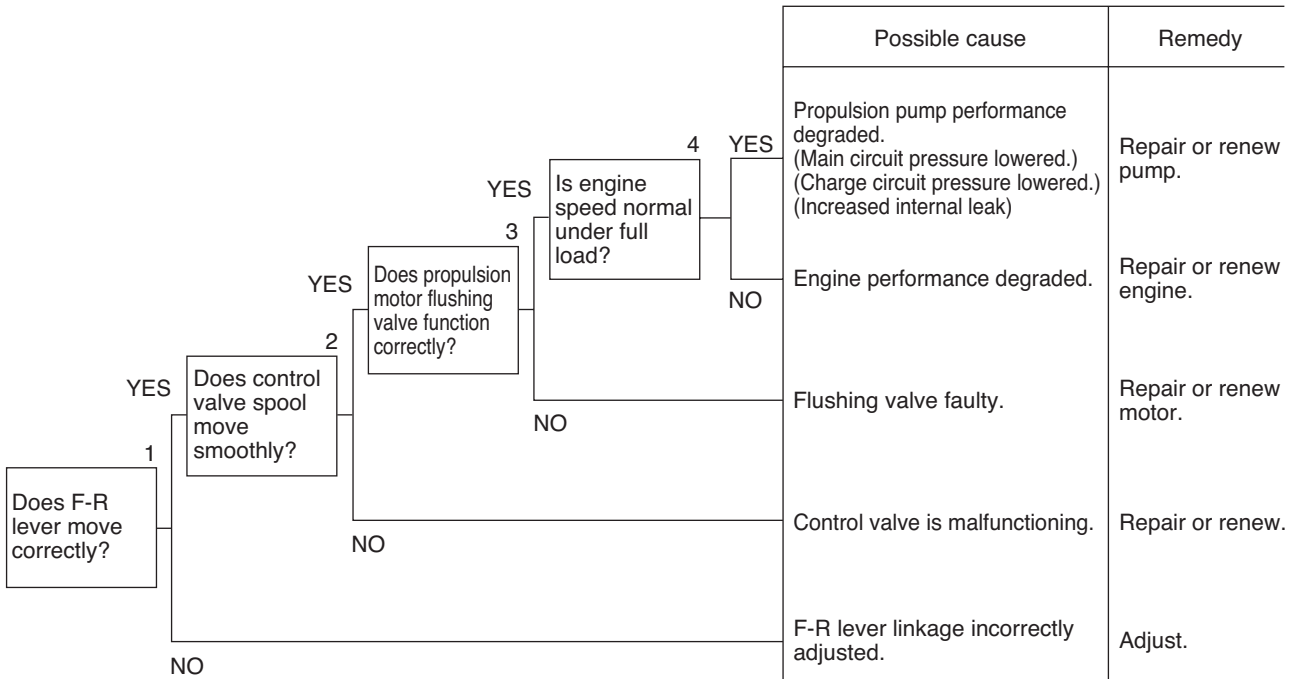 Possible cause
Remedy
Propulsion pump performance
degraded.
(Main circuit pressure lowered.)
(Charge circuit pressure lowered.)
(Increased internal leak)
Repair or renew
pump.
4
YES
YES
Is engine
speed normal
under full
load?
NO
Engine performance degraded.
Repair or renew
engine.
3
YES
Does propulsion
motor flushing
valve function
correctly?
NO
Flushing valve faulty.
Repair or renew
motor.
2
YES
Does control
valve spool
move
smoothly?
NO
Control valve is malfunctioning.
Repair or renew.
1
Does F-R
lever move
correctly?
NO
F-R lever linkage incorrectly
adjusted.
Adjust.